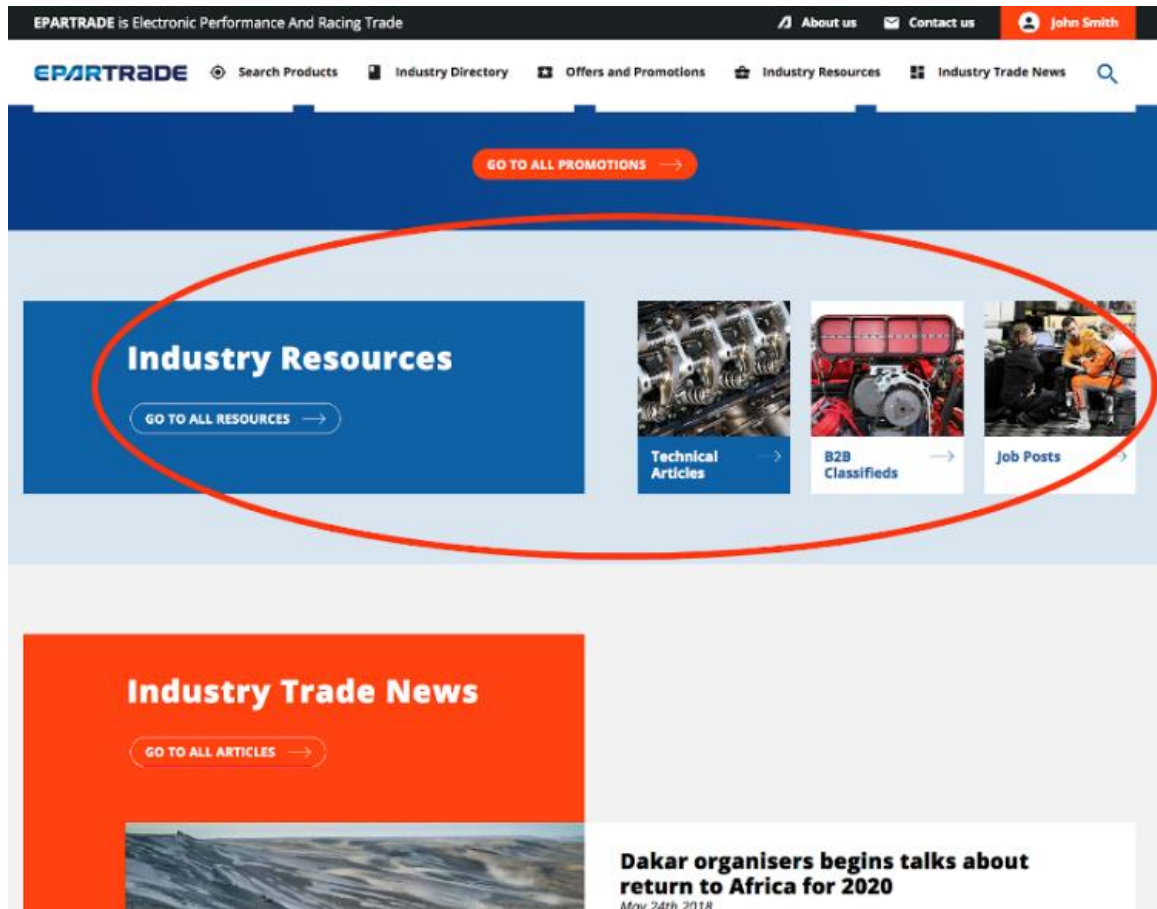 EPARTRADE is Electronic Performance And Racing Trade
About us
Contact us
John Smith
EPARTRADE
Search Products
Industry Directory
Offers and Promotions
Industry Resources
Industry Trade News
GO TO ALL PROMOTIONS
Industry Resources
GO TO ALL RESOURCES
Technical
Articles
B2B
Classifieds
Job Posts
Industry Trade News
GO TO ALL ARTICLES
Dakar organisers begins talks about
return to Africa for 2020
May 24th 2018